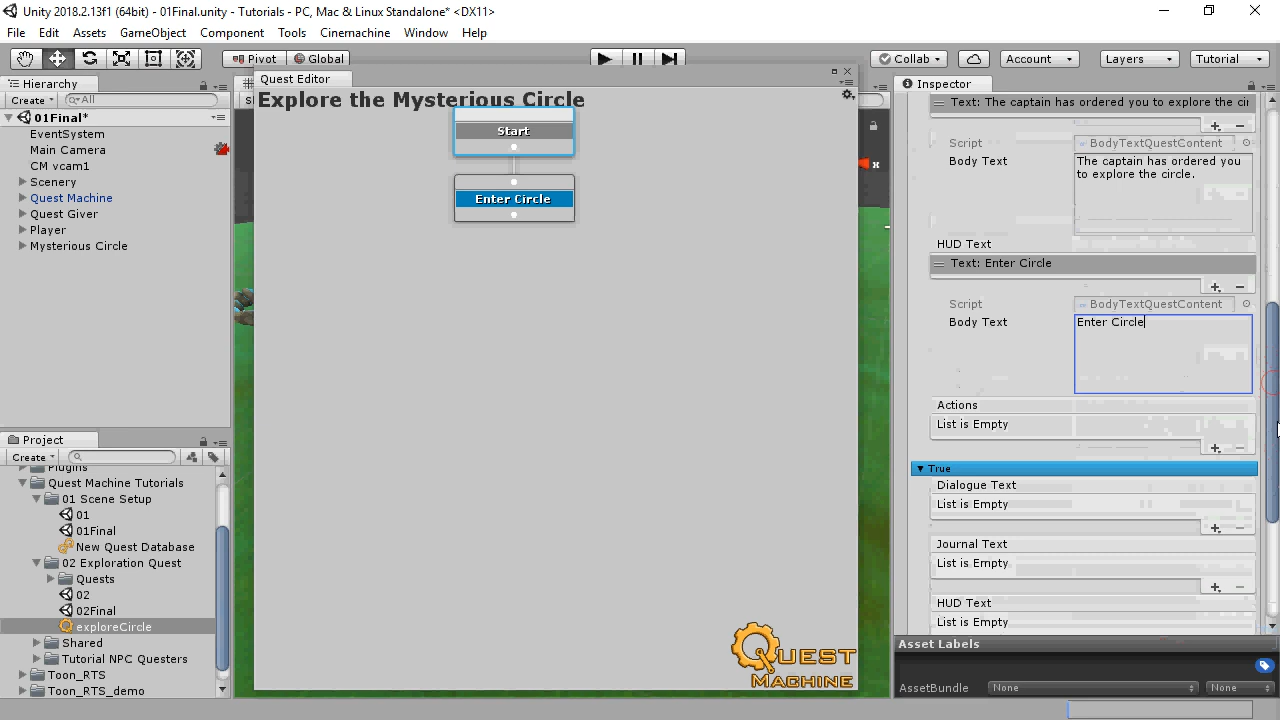 Unity 2018.2.13f1 (64bit) - 01Final.unity - Tutorials - PC, Mac & Linux Standalone* <DX11>
File Edit Assets GameObject Component Tools Cinemachine Window Help
Pivot Global Collab Account Layers Tutorial
Hierarchy
Create All
01Final*
EventSystem
Main Camera
CM vcam1
Scenery
Quest Machine
Quest Giver
Player
Mysterious Circle
Project
Create
Plugins
Quest Machine Tutorials
01 Scene Setup
01
01Final
New Quest Database
02 Exploration Quest
Quests
02
02Final
exploreCircle
Shared
Tutorial NPC Questers
Toon_RTS
Toon_RTS_demo
Quest Editor
Explore the Mysterious Circle
Start
Enter Circle
QUEST
MACHINE
x
Inspector
Text: The captain has ordered you to explore the cir
Script BodyTextQuestContent
Body Text The captain has ordered you
to explore the circle.
HUD Text
Text: Enter Circle
Script BodyTextQuestContent
Body Text Enter Circle
Actions
List is Empty
True
Dialogue Text
List is Empty
Journal Text
List is Empty
HUD Text
List is Empty
Asset Labels
AssetBundle None None